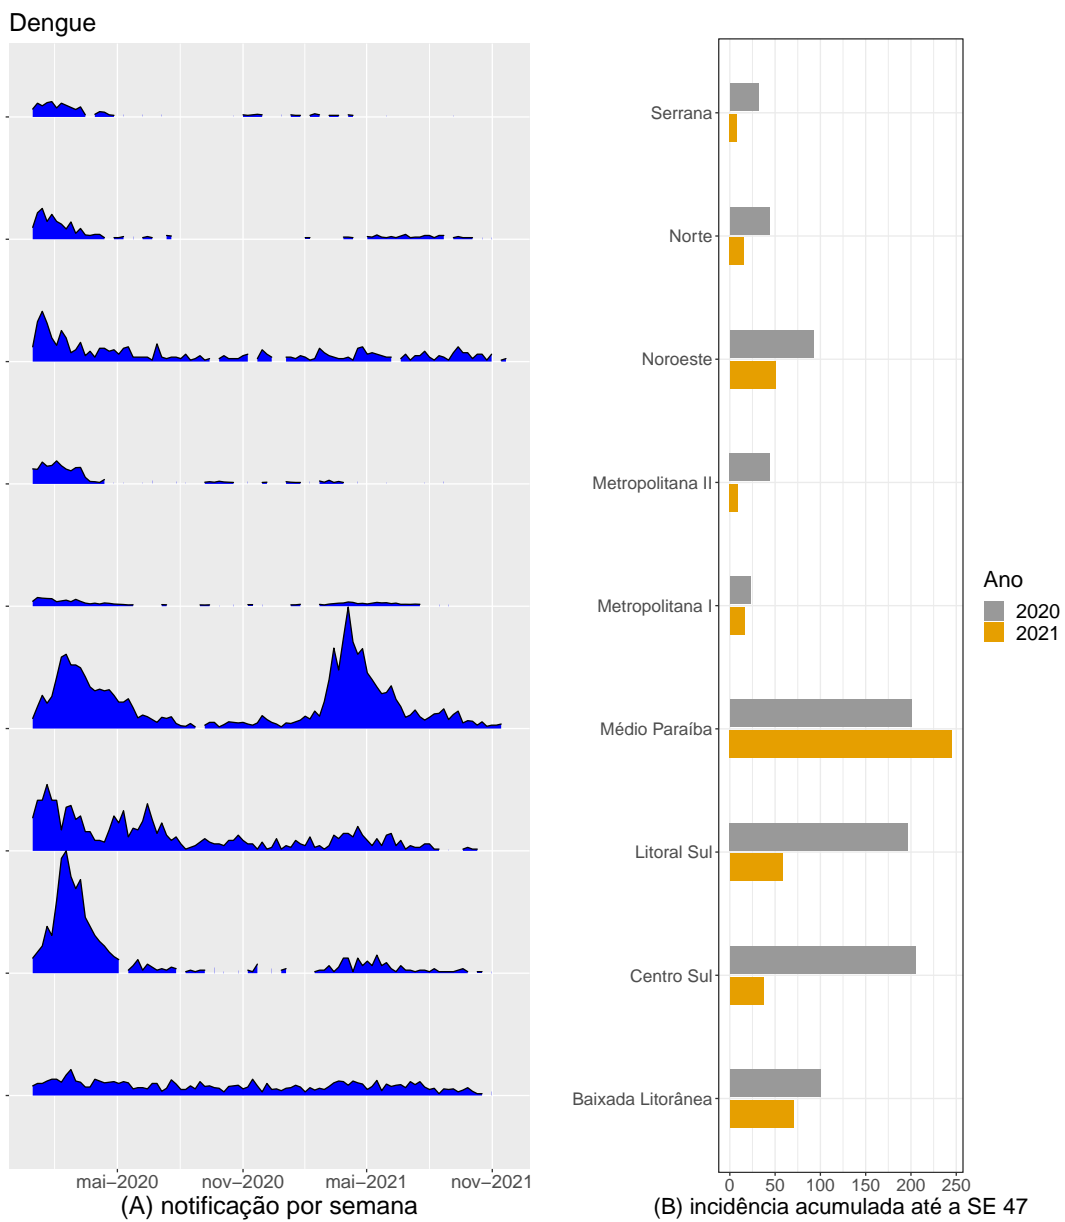 Dengue
mai–2020
nov–2020
mai–2021
nov–2021
(A) notificação por semana
Serrana
Norte
Noroeste
Metropolitana II
Metropolitana I
Médio Paraíba
Litoral Sul
Centro Sul
Baixada Litorânea
0
50
100
150
200
250
(B) incidência acumulada até a SE 47
Ano
2020
2021